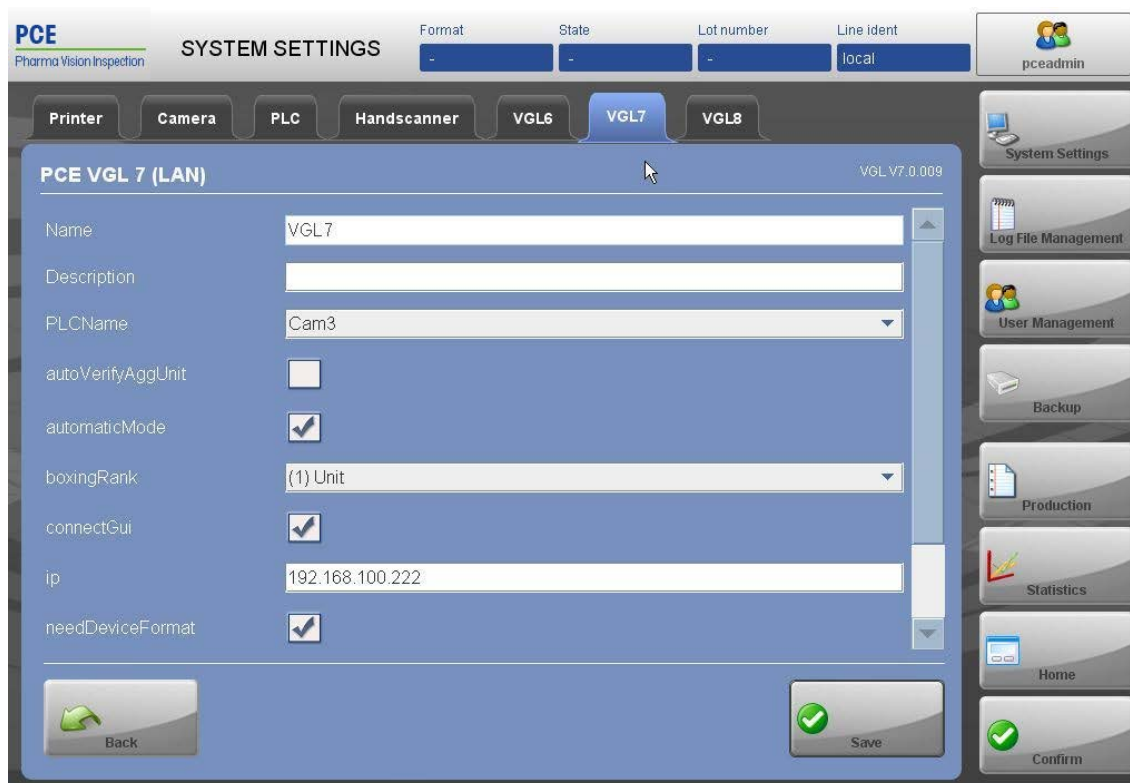 PCE
Pharma Vision Inspection
SYSTEM SETTINGS
Format
-
State
-
Lot number
-
Line ident
local
pceadmin
Printer
Camera
PLC
Handscanner
VGL6
VGL7
VGL8
PCE VGL 7 (LAN)
VGL V7.0.009
Name
VGL7
Description
PLCName
Cam3
autoVerifyAggUnit
automaticMode
boxingRank
(1) Unit
connectGui
ip
192.168.100.222
needDeviceFormat
Back
Save
System Settings
Log File Management
User Management
Backup
Production
Statistics
Home
Confirm